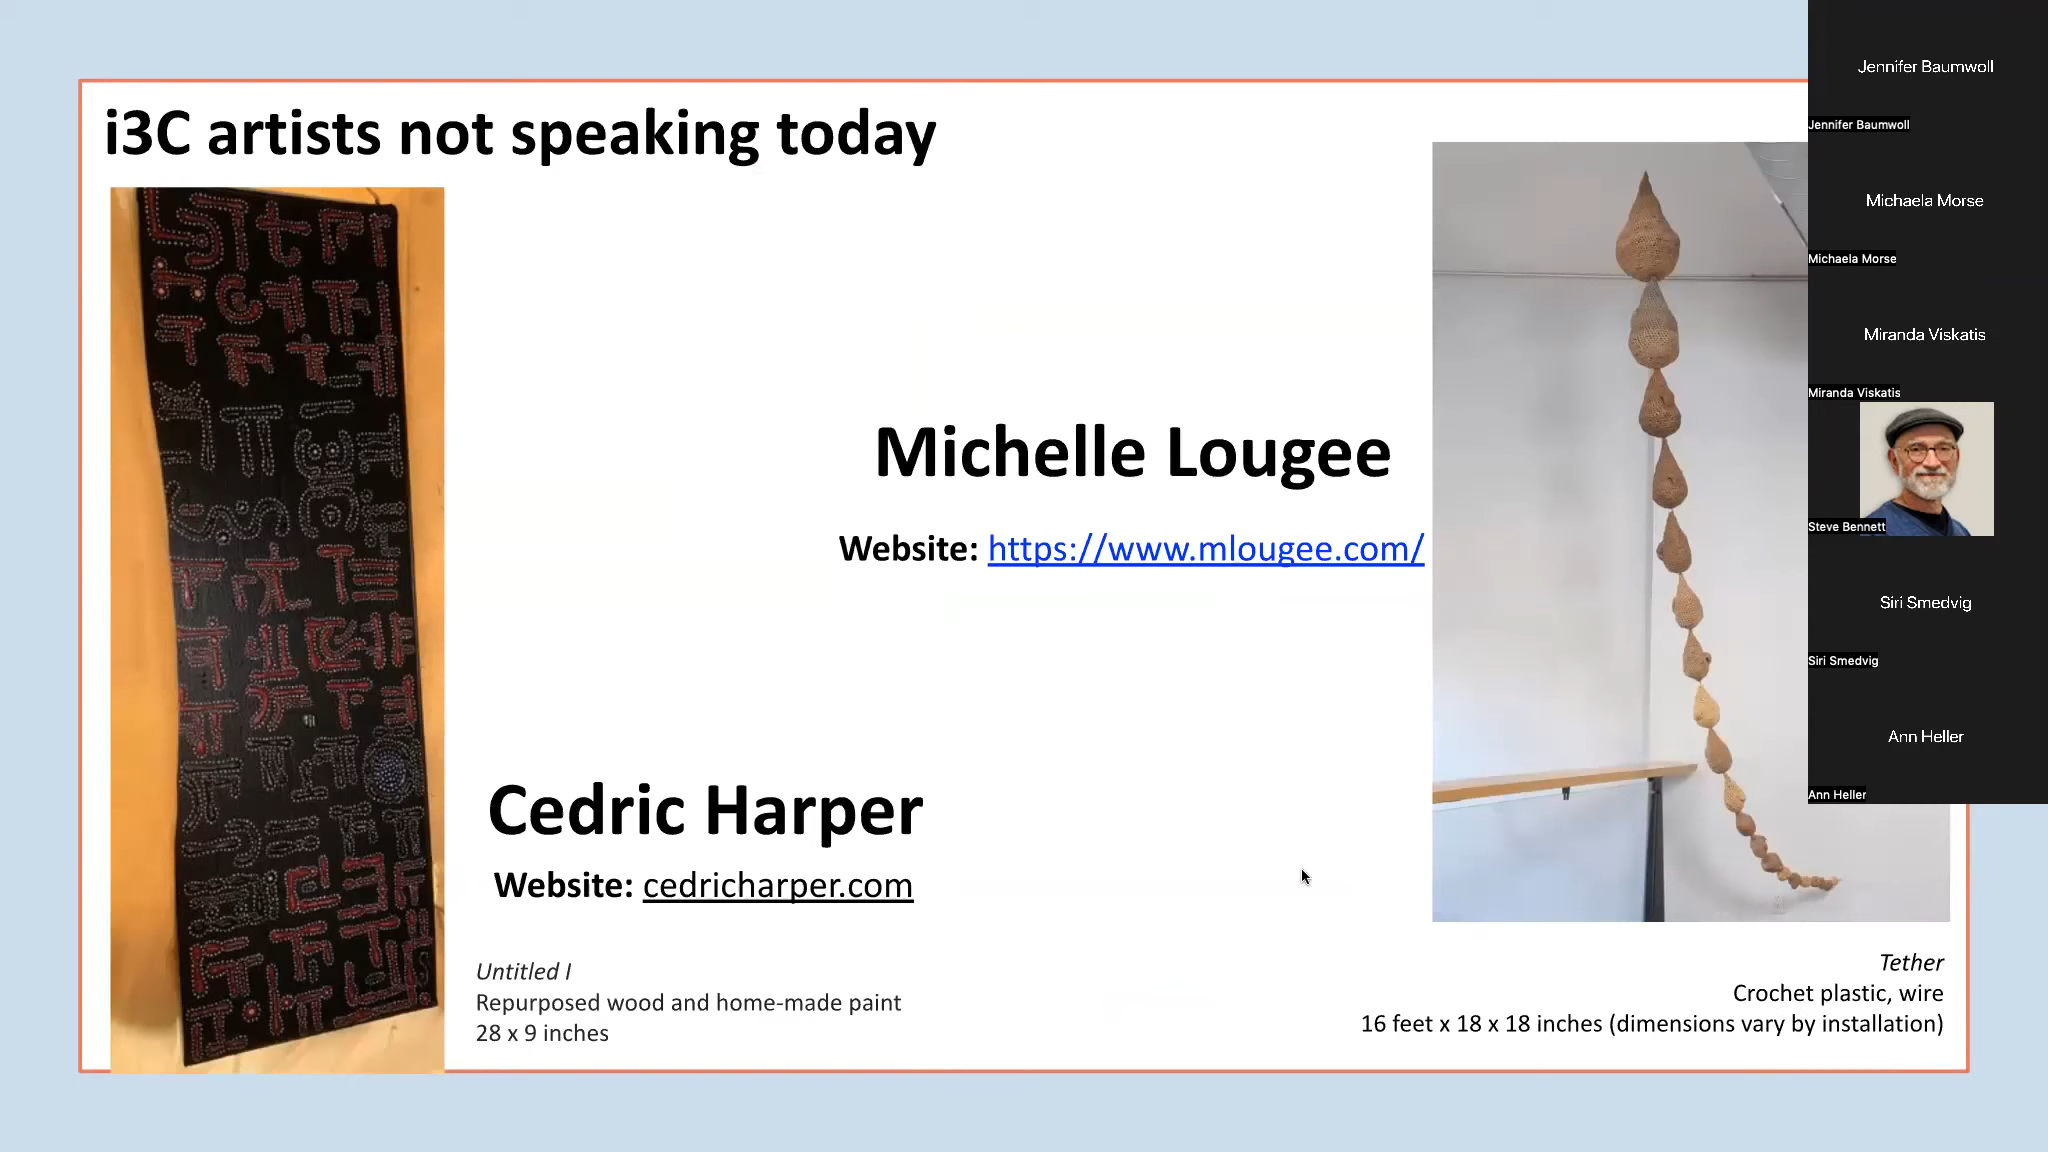 i3C artists not speaking today
Michelle Lougee
Website: https://www.mlougee.com/
Cedric Harper
Website: cedricharper.com
Untitled I
Repurposed wood and home-made paint
28 x 9 inches
Tether
Crochet plastic, wire
16 feet x 18 x 18 inches (dimensions vary by installation)
Jennifer Baumwoll
Jennifer Baumwoll
Michaela Morse
Michaela Morse
Miranda Viskatis
Miranda Viskatis
Steve Bennett
Siri Smedvig
Siri Smedvig
Ann Heller
Ann Heller